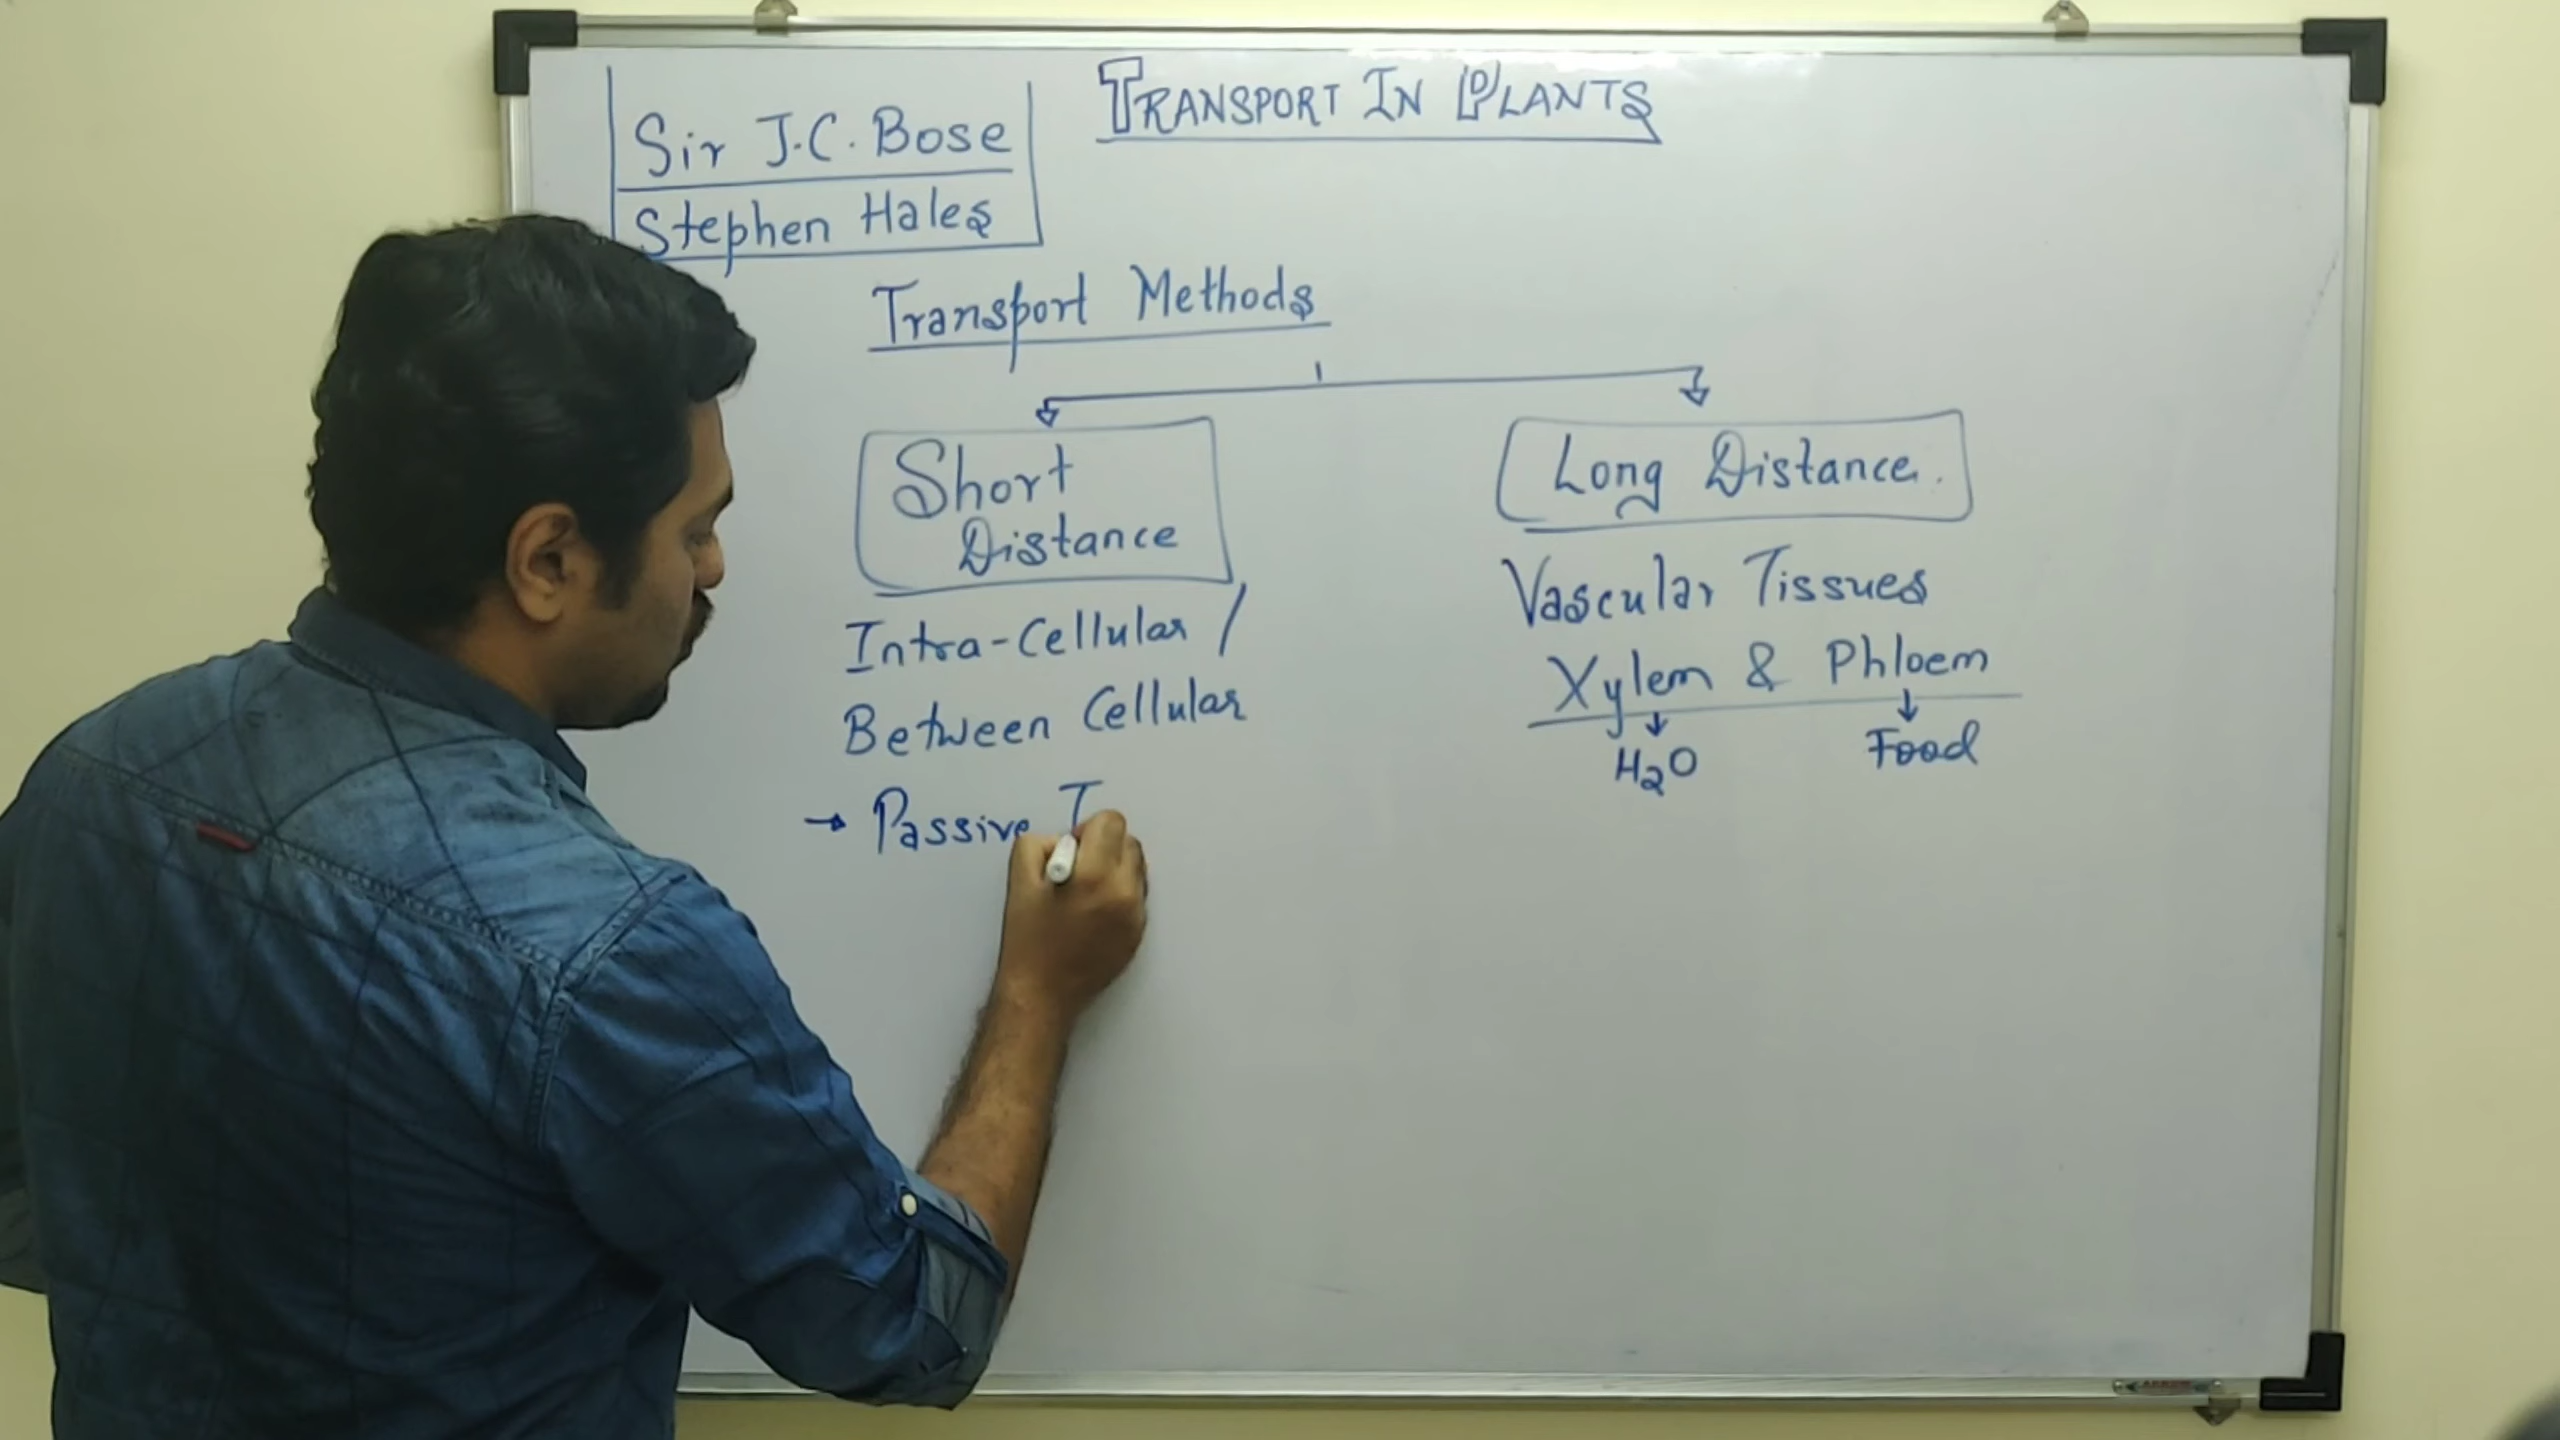 TRANSPORT IN PLANTS
Sir J.C. Bose
Stephen Hales
Transport Methods
Short
Distance
Intra-Cellular /
Between Cellular
→ Passive T
Long Distance.
Vascular Tissues
Xylem & Phloem
↓ ↓
H₂O Food